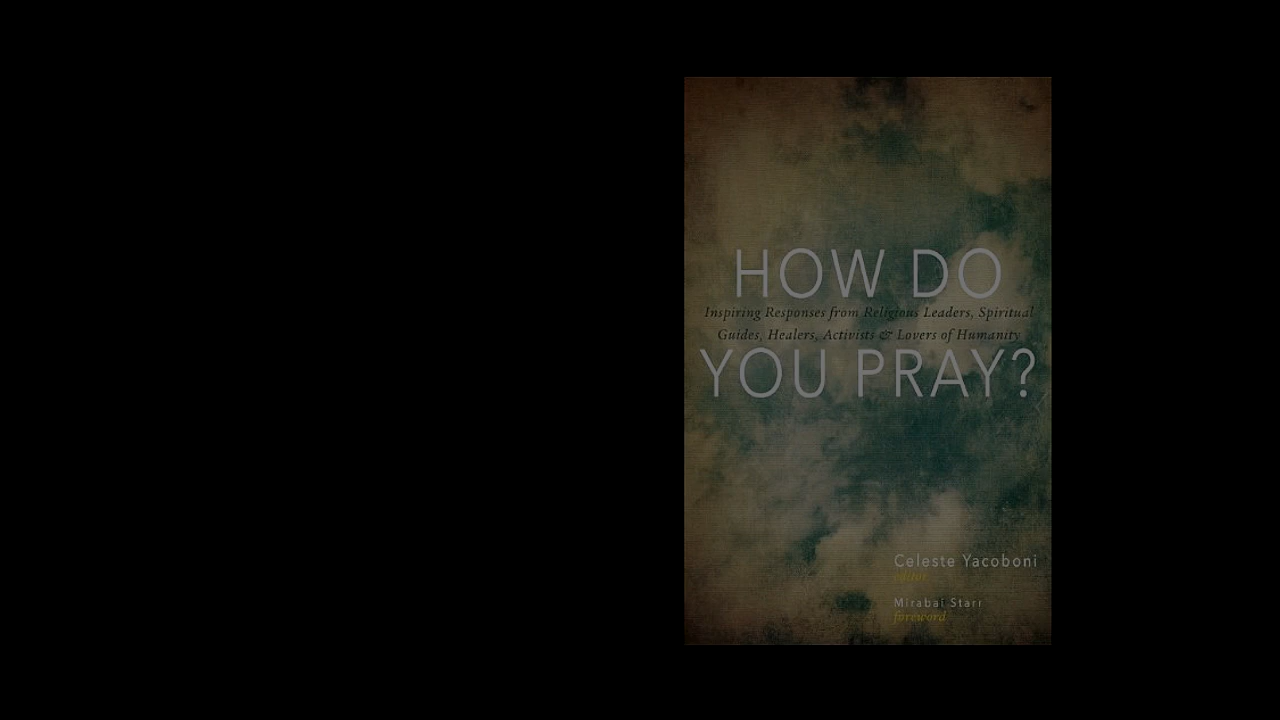 HOW DO
Inspiring Responses from Religious Leaders, Spiritual
Guides, Healers, Activists & Lovers of Humanity
YOU PRAY?
Celeste Yacoboni
editor
Mirabai Starr
foreword